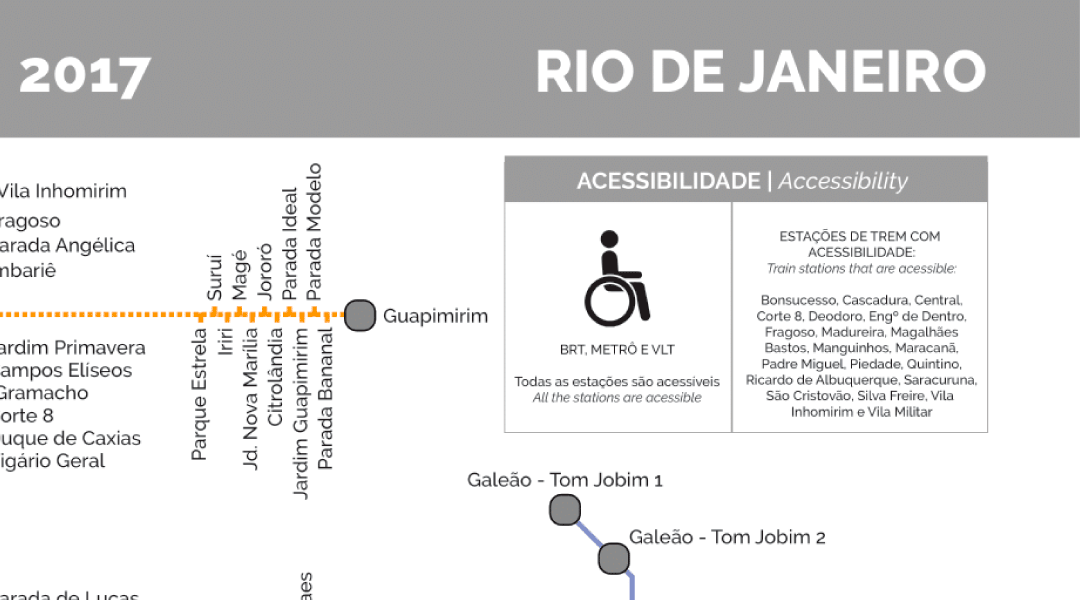 2017
RIO DE JANEIRO
Vila Inhomirim
Parada Modelo
Parada Ideal
Jororó
Magé
Suruí
Guapimirim
Parque Estrela
Iriri
Jd. Nova Marília
Citrolândia
Jardim Guapimirim
Parada Bananal
ragoso
arada Angélica
mbariê
ardim Primavera
ampos Elíseos
Gramacho
orte 8
uque de Caxias
igário Geral
arada de Lucas
aes
ACESSIBILIDADE | Accessibility
BRT, METRÔ E VLT
Todas as estações são acessíveis
All the stations are acessible
ESTAÇÕES DE TREM COM
ACESSIBILIDADE:
Train stations that are acessible:
Bonsucesso, Cascadura, Central,
Corte 8, Deodoro, Engº de Dentro,
Fragoso, Madureira, Magalhães
Bastos, Manguinhos, Maracanã,
Padre Miguel, Piedade, Quintino,
Ricardo de Albuquerque, Saracuruna,
São Cristovão, Silva Freire, Vila
Inhomirim e Vila Militar
Galeão - Tom Jobim 1
Galeão - Tom Jobim 2